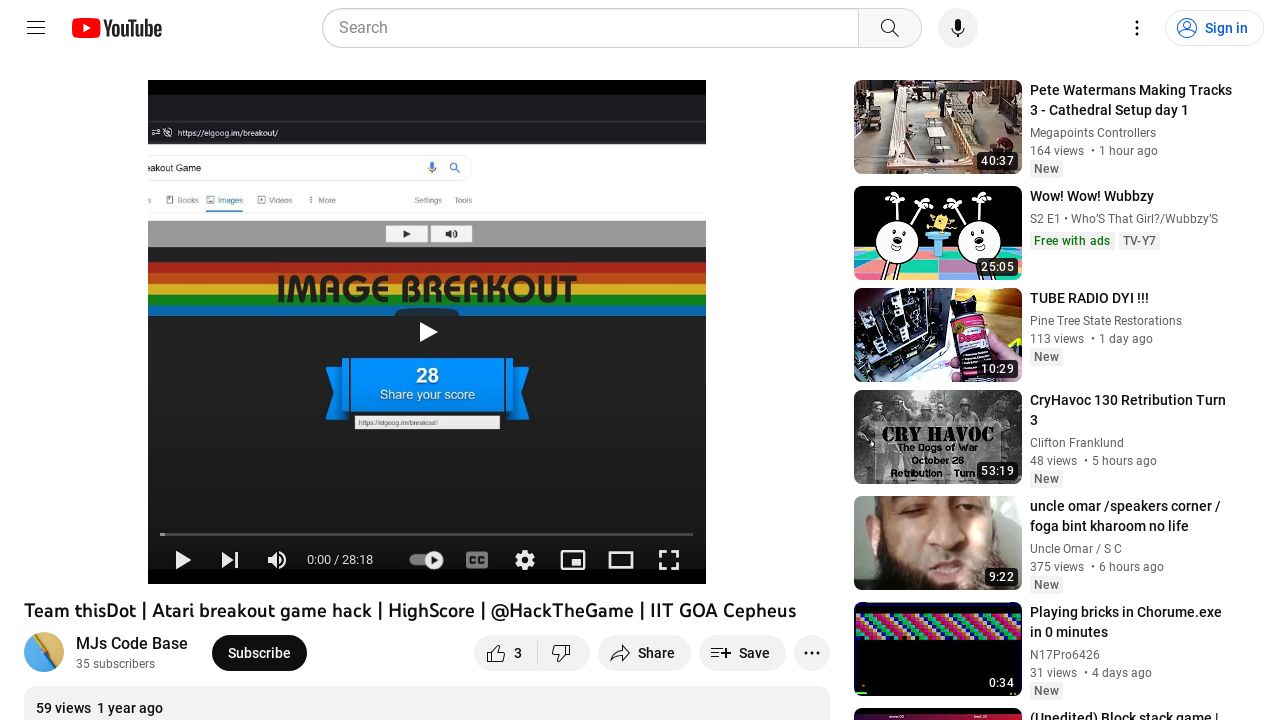 YouTube
Search
Sign in
https://elgoog.im/breakout/
eakout Game
s
Books
Images
Videos
More
Settings
Tools
IMAGE BREAKOUT
28
Share your score
https://elgoog.im/breakout/
0:00 / 28:18
CC
Team thisDot | Atari breakout game hack | HighScore | @HackTheGame | IIT GOA Cepheus
MJs Code Base
35 subscribers
Subscribe
3
Share
Save
59 views 1 year ago
40:37
Pete Watermans Making Tracks
3 - Cathedral Setup day 1
Megapoints Controllers
164 views • 1 hour ago
New
25:05
Wow! Wow! Wubbzy
S2 E1 • Who'S That Girl?/Wubbzy'S
Free with ads
TV-Y7
10:29
TUBE RADIO DYI !!!
Pine Tree State Restorations
113 views • 1 day ago
New
CRY HAVOC
The Dogs of War
October 26
Retribution - Turn
53:19
CryHavoc 130 Retribution Turn
3
Clifton Franklund
48 views • 5 hours ago
New
9:22
uncle omar /speakers corner /
foga bint kharoom no life
Uncle Omar / S C
375 views • 6 hours ago
New
0:34
Playing bricks in Chorume.exe
in 0 minutes
N17Pro6426
31 views • 4 days ago
New
(Unedited) Block stack game |